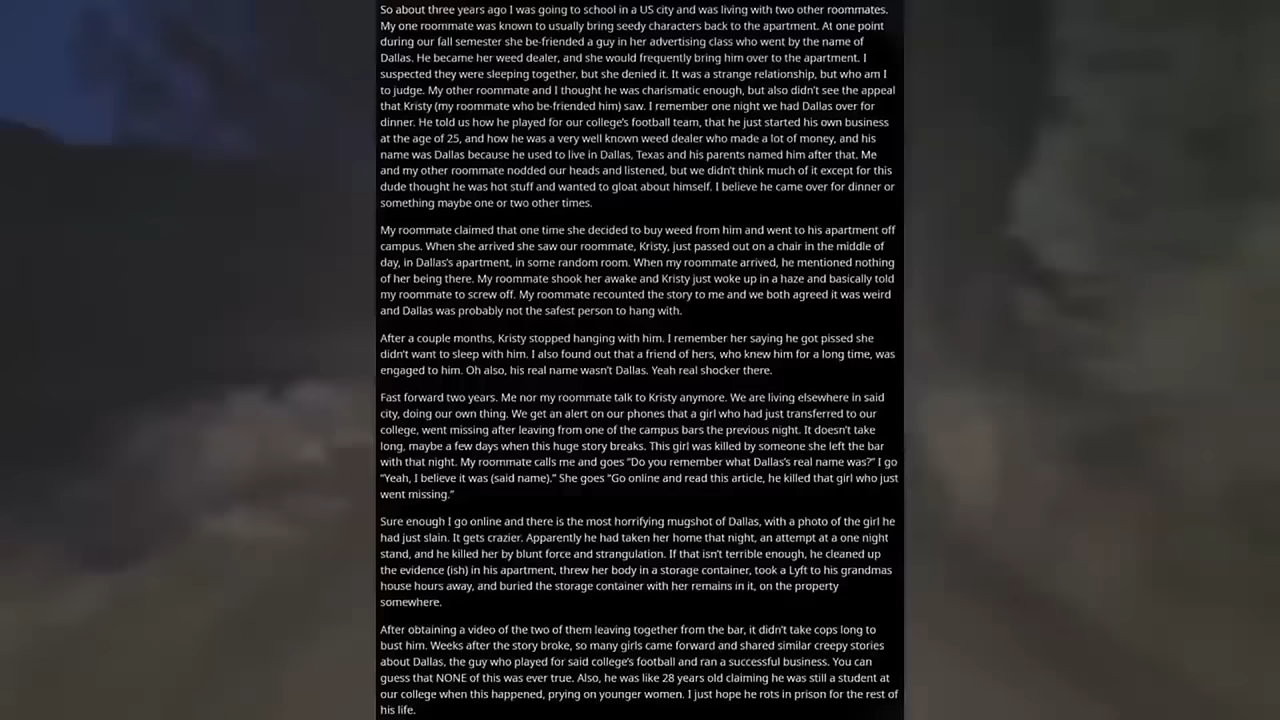 So about three years ago I was going to school in a US city and was living with two other roommates.
My one roommate was known to usually bring seedy characters back to the apartment. At one point
during our fall semester she be-friended a guy in her advertising class who went by the name of
Dallas. He became her weed dealer, and she would frequently bring him over to the apartment. I
suspected they were sleeping together, but she denied it. It was a strange relationship, but who am I
to judge. My other roommate and I thought he was charismatic enough, but also didn't see the appeal
that Kristy (my roommate who be-friended him) saw. I remember one night we had Dallas over for
dinner. He told us how he played for our college's football team, that he just started his own business
at the age of 25, and how he was a very well known weed dealer who made a lot of money, and his
name was Dallas because he used to live in Dallas, Texas and his parents named him after that. Me
and my other roommate nodded our heads and listened, but we didn't think much of it except for this
dude thought he was hot stuff and wanted to gloat about himself. I believe he came over for dinner or
something maybe one or two other times.
My roommate claimed that one time she decided to buy weed from him and went to his apartment off
campus. When she arrived she saw our roommate, Kristy, just passed out on a chair in the middle of
day, in Dallas's apartment, in some random room. When my roommate arrived, he mentioned nothing
of her being there. My roommate shook her awake and Kristy just woke up in a haze and basically told
my roommate to screw off. My roommate recounted the story to me and we both agreed it was weird
and Dallas was probably not the safest person to hang with.
After a couple months, Kristy stopped hanging with him. I remember her saying he got pissed she
didn't want to sleep with him. I also found out that a friend of hers, who knew him for a long time, was
engaged to him. Oh also, his real name wasn't Dallas. Yeah real shocker there.
Fast forward two years. Me nor my roommate talk to Kristy anymore. We are living elsewhere in said
city, doing our own thing. We get an alert on our phones that a girl who had just transferred to our
college, went missing after leaving from one of the campus bars the previous night. It doesn't take
long, maybe a few days when this huge story breaks. This girl was killed by someone she left the bar
with that night. My roommate calls me and goes "Do you remember what Dallas's real name was?" I go
"Yeah, I believe it was (said name)." She goes "Go online and read this article, he killed that girl who just
went missing."
Sure enough I go online and there is the most horrifying mugshot of Dallas, with a photo of the girl he
had just slain. It gets crazier. Apparently he had taken her home that night, an attempt at a one night
stand, and he killed her by blunt force and strangulation. If that isn't terrible enough, he cleaned up
the evidence (ish) in his apartment, threw her body in a storage container, took a Lyft to his grandmas
house hours away, and buried the storage container with her remains in it, on the property
somewhere.
After obtaining a video of the two of them leaving together from the bar, it didn't take cops long to
bust him. Weeks after the story broke, so many girls came forward and shared similar creepy stories
about Dallas, the guy who played for said college's football and ran a successful business. You can
guess that NONE of this was ever true. Also, he was like 28 years old claiming he was still a student at
our college when this happened, prying on younger women. I just hope he rots in prison for the rest of
his life.